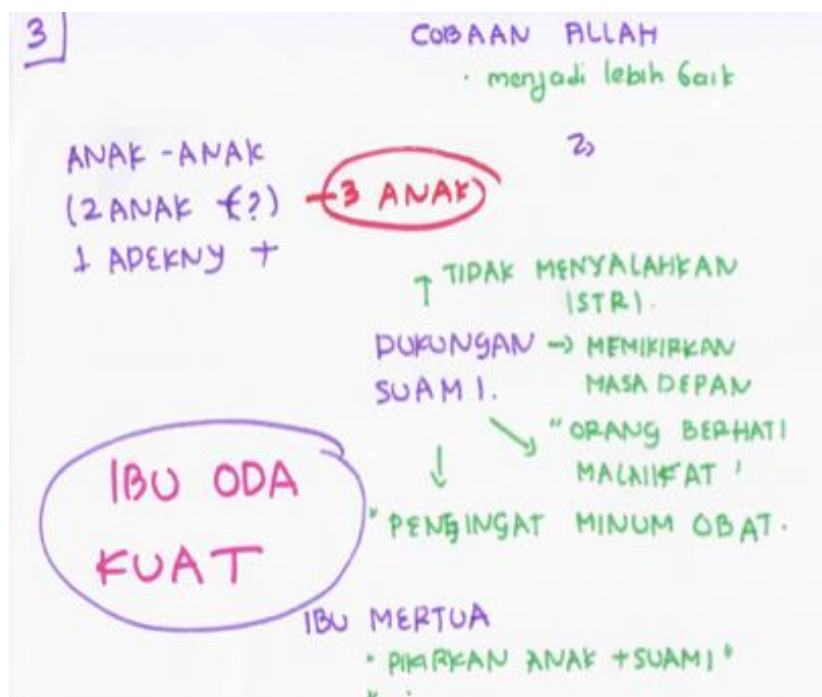 3
COBAAN ALLAH
· menjadi lebih baik
ANAK-ANAK
(2 ANAK (?)
1 ADEKNY +
3 ANAK)
↑ TIDAK MENYALAHKAN
ISTRI.
DUKUNGAN → MEMIKIRKAN
SUAMI. MASA DEPAN
"ORANG BERHATI
MALAIKAT '
IBU ODA
KUAT
" PENGINGAT MINUM OBAT.
IBU MERTUA
" PIKIRKAN ANAK + SUAMI "